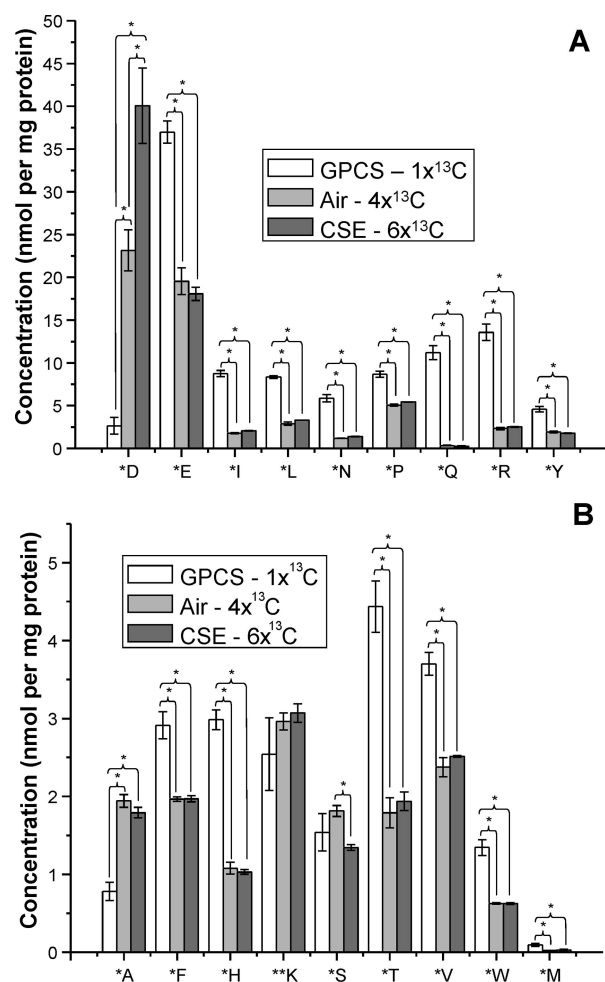 A
Concentration (nmol per mg protein)
50
45
40
35
30
25
20
15
10
5
0
GPCS – 1x¹³C
Air - 4x¹³C
CSE - 6x¹³C
* * * * * * * * * * * * * * * * * * *
*D *E *I *L *N *P *Q *R *Y
B
Concentration (nmol per mg protein)
5
4
3
2
1
0
GPCS - 1x¹³C
Air - 4x¹³C
CSE - 6x¹³C
* * * * * * * * * * * * * * * * *
*A *F *H **K *S *T *V *W *M